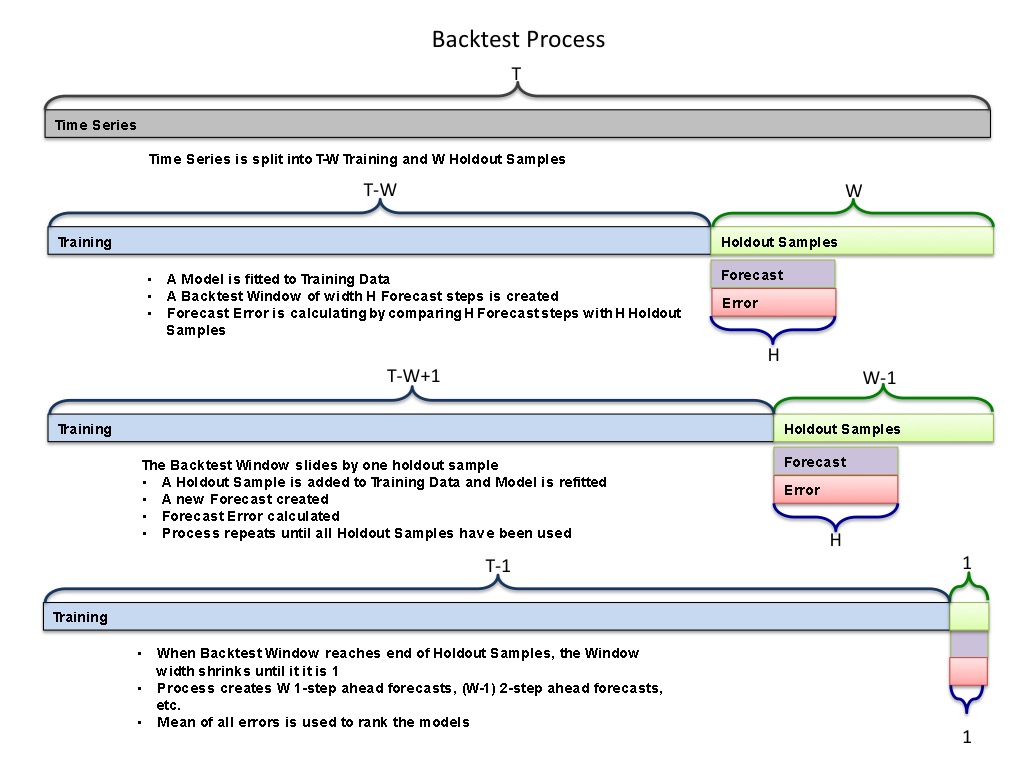 Backtest Process
T
Time Series
Time Series is split into T-W Training and W Holdout Samples
T-W
W
Training
Holdout Samples
Forecast
Error
H
• A Model is fitted to Training Data
• A Backtest Window of width H Forecast steps is created
• Forecast Error is calculating by comparing H Forecast steps with H Holdout
Samples
T-W+1
W-1
Training
Holdout Samples
Forecast
Error
H
The Backtest Window slides by one holdout sample
• A Holdout Sample is added to Training Data and Model is refitted
• A new Forecast created
• Forecast Error calculated
• Process repeats until all Holdout Samples have been used
T-1
1
Training
• When Backtest Window reaches end of Holdout Samples, the Window
width shrinks until it it is 1
• Process creates W 1-step ahead forecasts, (W-1) 2-step ahead forecasts,
etc.
• Mean of all errors is used to rank the models
1